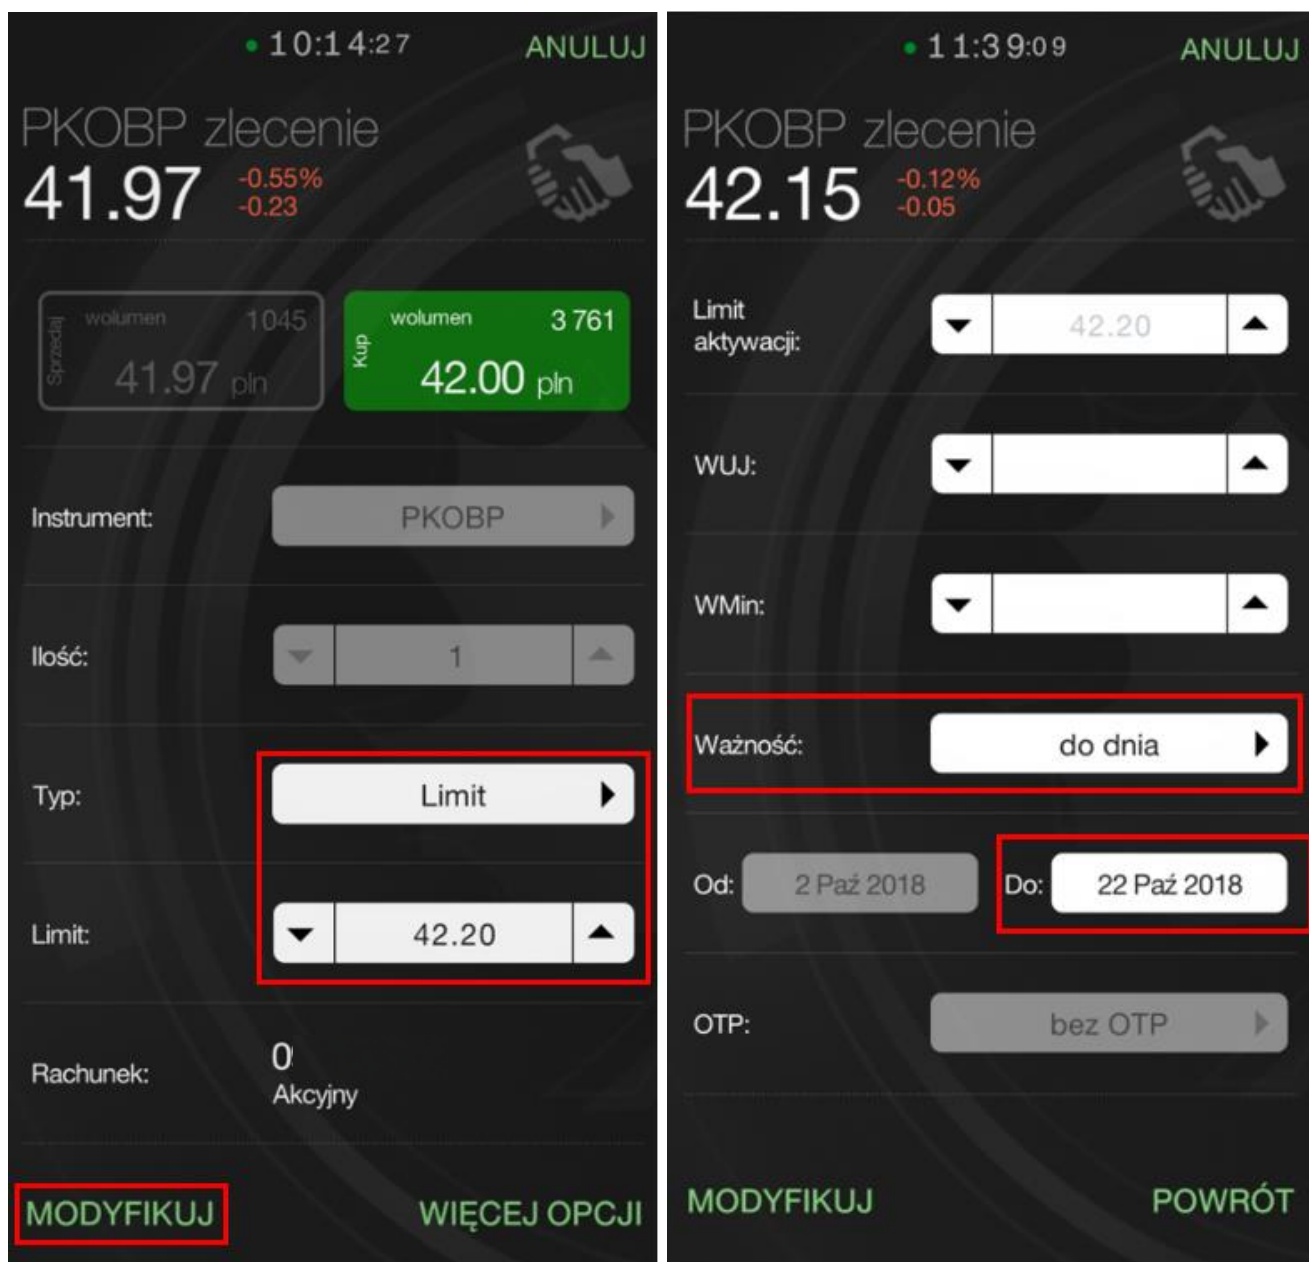 10:14:27 ANULUJ
PKOBP zlecenie
41.97 -0.55%
-0.23
Sprzedaj wolumen 1045
41.97 pln
Kup wolumen 3 761
42.00 pln
Instrument: PKOBP
Ilość: 1
Typ: Limit
Limit: 42.20
Rachunek: 0
Akcyjny
MODYFIKUJ WIĘCEJ OPCJI
11:39:09 ANULUJ
PKOBP zlecenie
42.15 -0.12%
-0.05
Limit
aktywacji: 42.20
WUJ:
WMin:
Ważność: do dnia
Od: 2 Paź 2018 Do: 22 Paź 2018
OTP: bez OTP
MODYFIKUJ POWRÓT